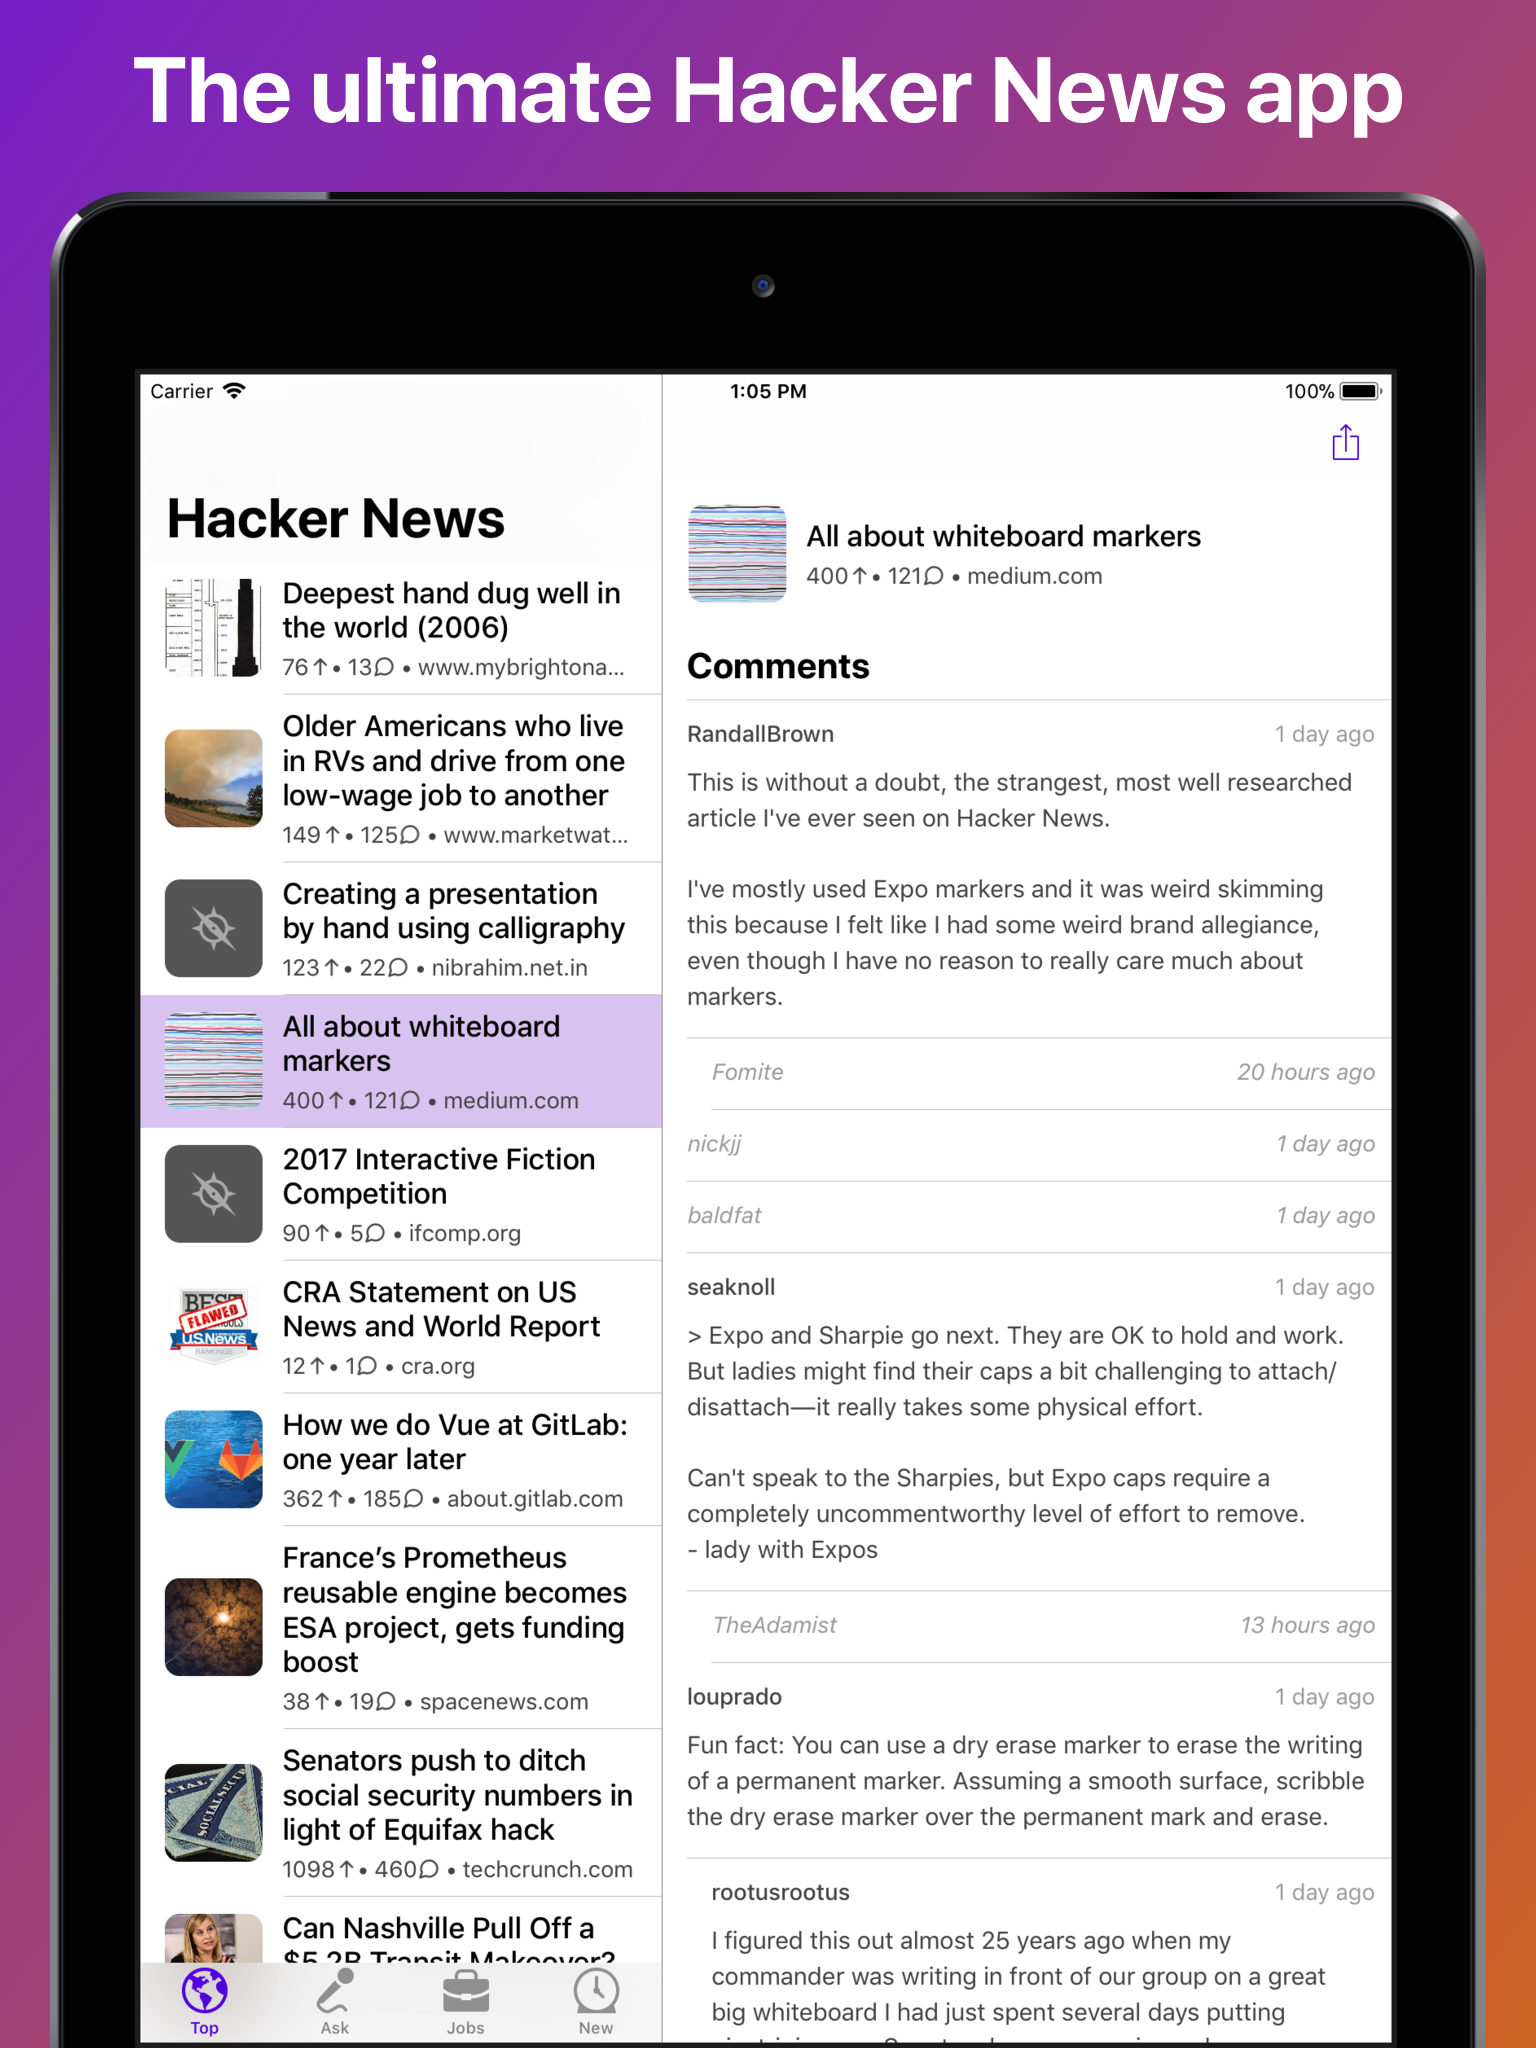 The ultimate Hacker News app
Carrier
1:05 PM
100%
Hacker News
Deepest hand dug well in
the world (2006)
76 ↑ • 13 • www.mybrightona...
Older Americans who live
in RVs and drive from one
low-wage job to another
149 ↑ • 125 • www.marketwat...
Creating a presentation
by hand using calligraphy
123 ↑ • 22 • nibrahim.net.in
All about whiteboard
markers
400 ↑ • 121 • medium.com
2017 Interactive Fiction
Competition
90 ↑ • 5 • ifcomp.org
BEST
FLAWED
U.S.News
RANKINGS
CRA Statement on US
News and World Report
12 ↑ • 1 • cra.org
How we do Vue at GitLab:
one year later
362 ↑ • 185 • about.gitlab.com
France’s Prometheus
reusable engine becomes
ESA project, gets funding
boost
38 ↑ • 19 • spacenews.com
SOCIAL SECUR
Senators push to ditch
social security numbers in
light of Equifax hack
1098 ↑ • 460 • techcrunch.com
Can Nashville Pull Off a
$5.2B Transit Makeover?
Top
Ask
Jobs
New
All about whiteboard markers
400 ↑ • 121 • medium.com
Comments
RandallBrown 1 day ago
This is without a doubt, the strangest, most well researched
article I've ever seen on Hacker News.
I've mostly used Expo markers and it was weird skimming
this because I felt like I had some weird brand allegiance,
even though I have no reason to really care much about
markers.
Fomite 20 hours ago
nickjj 1 day ago
baldfat 1 day ago
seaknoll 1 day ago
> Expo and Sharpie go next. They are OK to hold and work.
But ladies might find their caps a bit challenging to attach/
disattach—it really takes some physical effort.
Can't speak to the Sharpies, but Expo caps require a
completely uncommentworthy level of effort to remove.
- lady with Expos
TheAdamist 13 hours ago
louprado 1 day ago
Fun fact: You can use a dry erase marker to erase the writing
of a permanent marker. Assuming a smooth surface, scribble
the dry erase marker over the permanent mark and erase.
rootusrootus 1 day ago
I figured this out almost 25 years ago when my
commander was writing in front of our group on a great
big whiteboard I had just spent several days putting